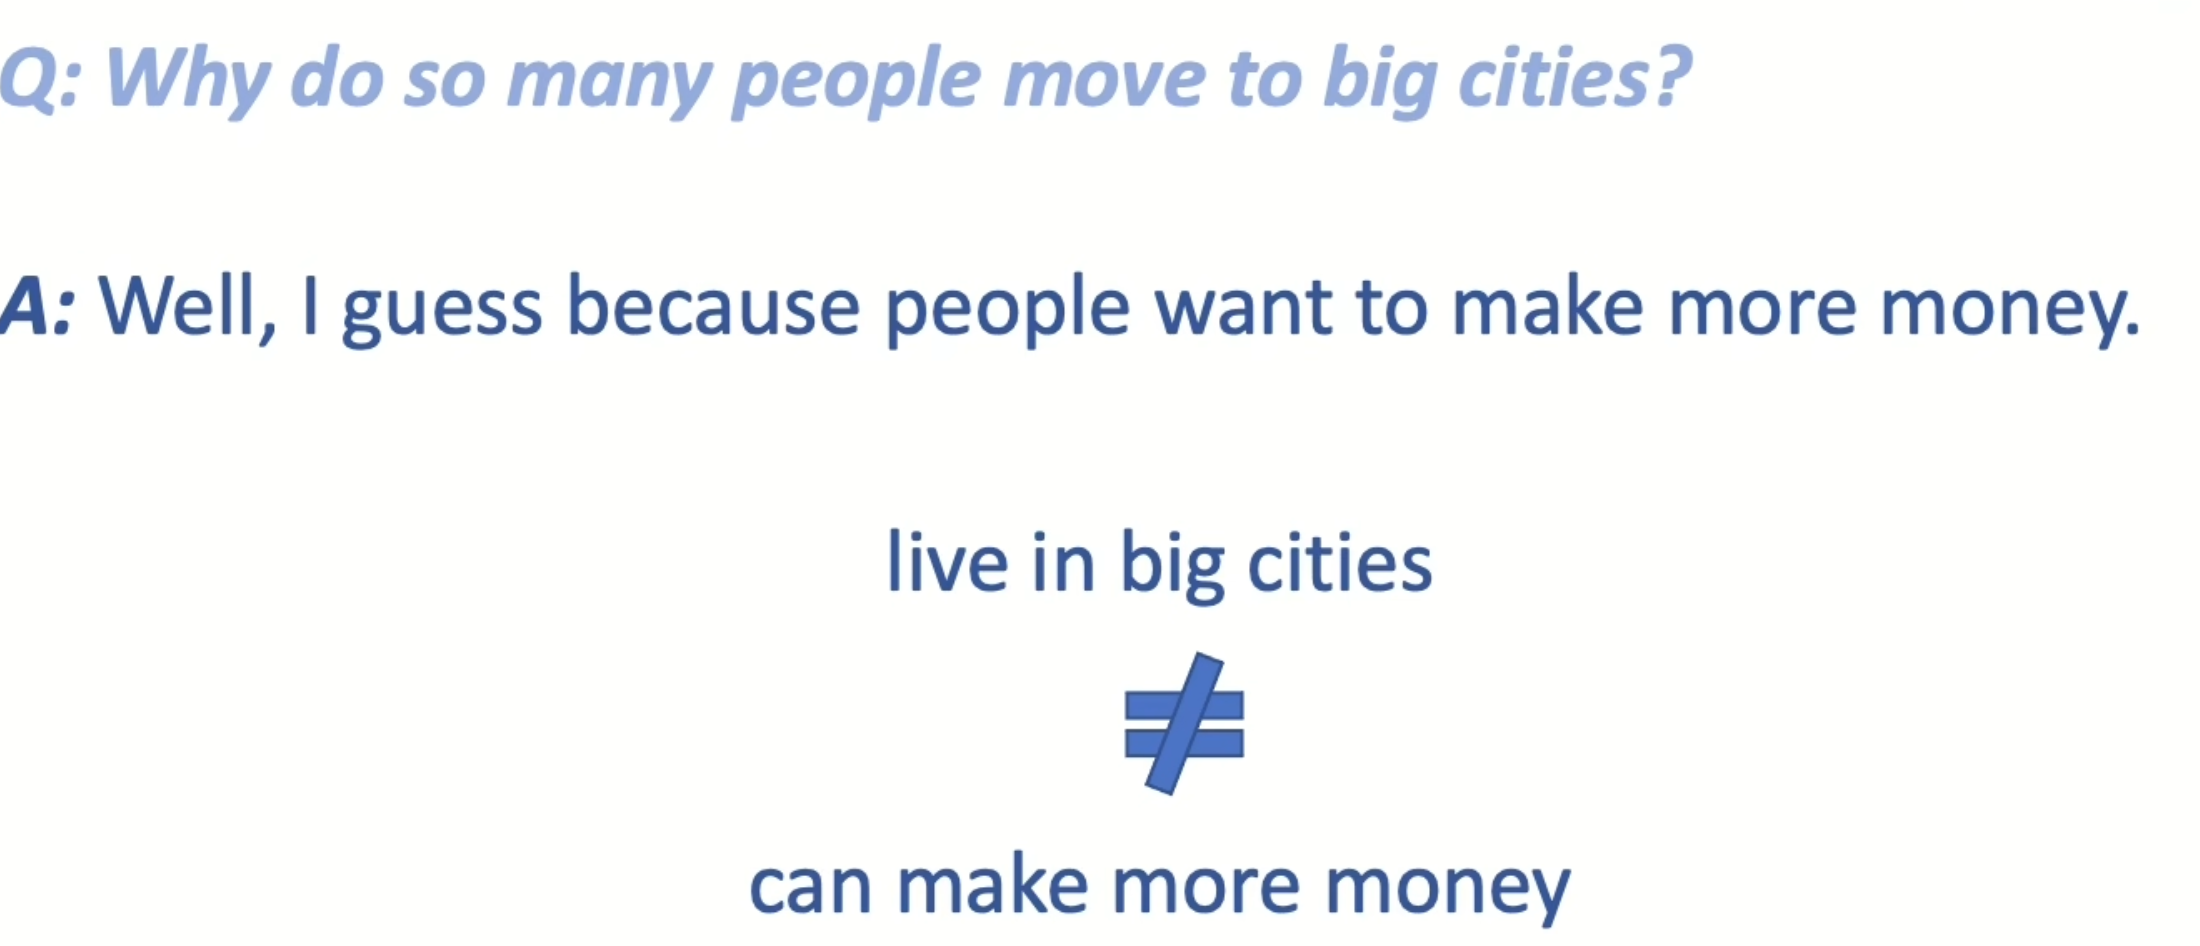 Q: Why do so many people move to big cities?
A: Well, I guess because people want to make more money.
live in big cities
≠
can make more money